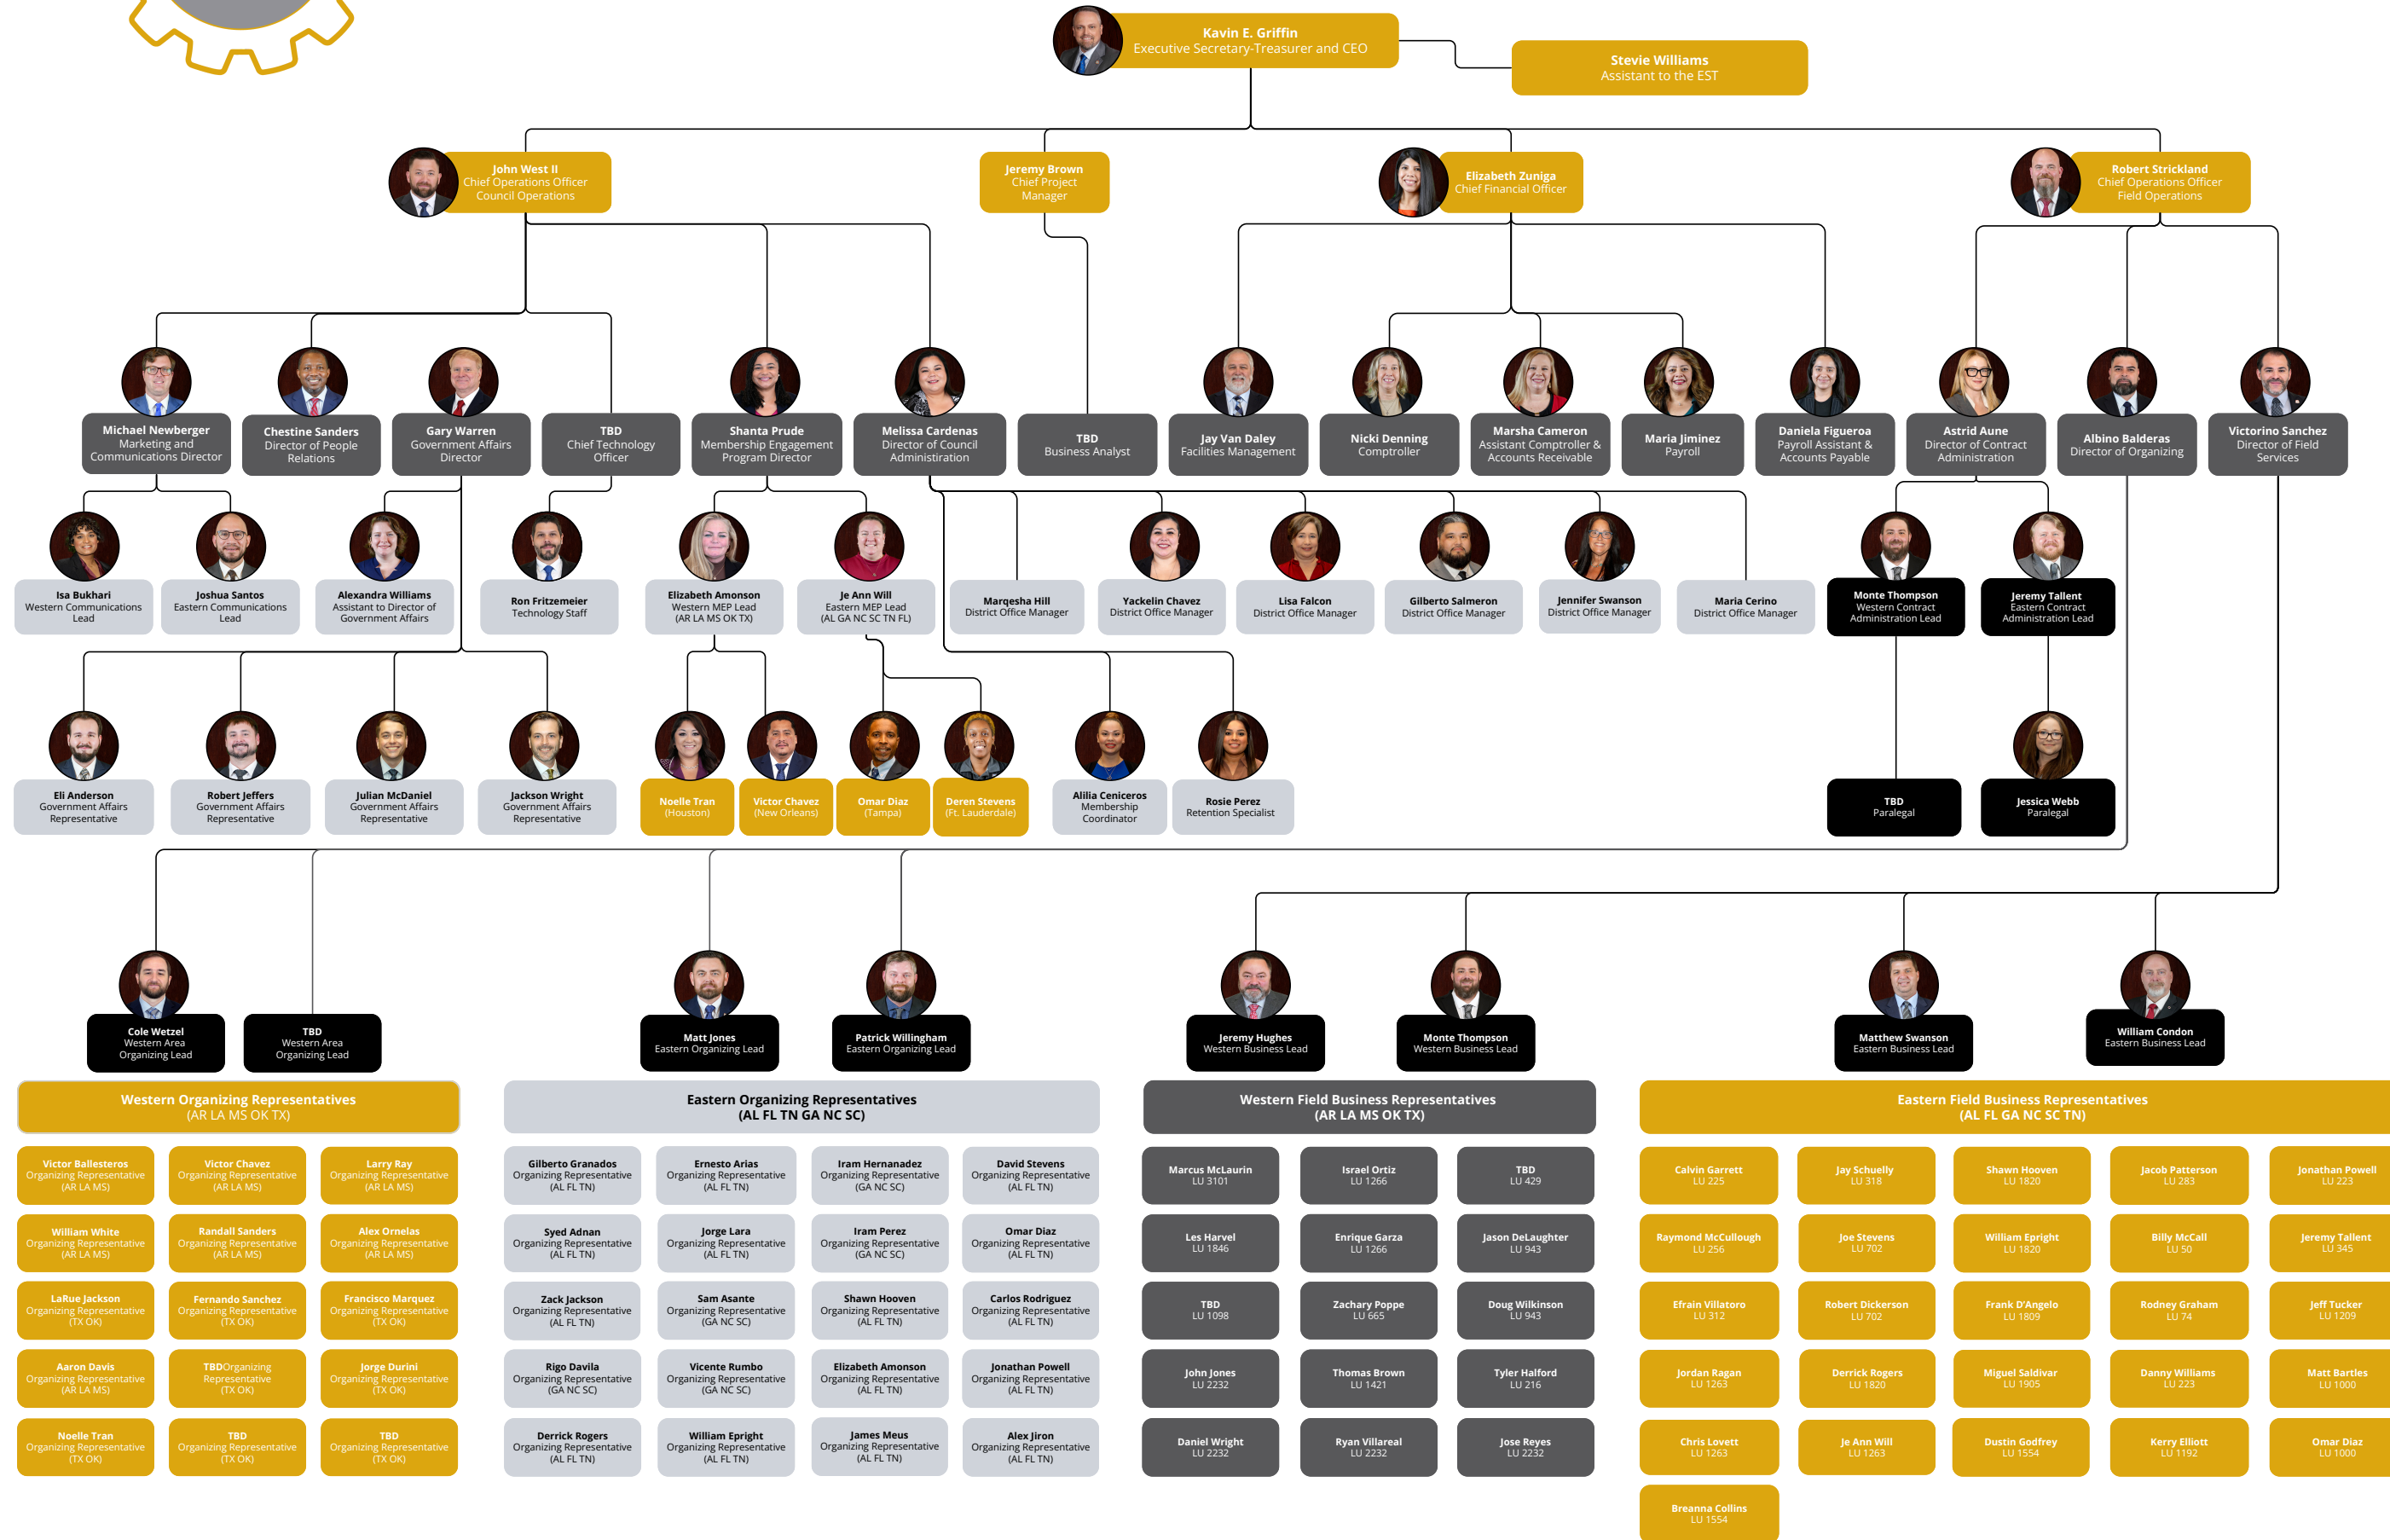 Kavin E. Griffin
Executive Secretary-Treasurer and CEO
Stevie Williams
Assistant to the EST
John West II
Chief Operations Officer
Council Operations
Jeremy Brown
Chief Project
Manager
Elizabeth Zuniga
Chief Financial Officer
Robert Strickland
Chief Operations Officer
Field Operations
Michael Newberger
Marketing and
Communications Director
Chestine Sanders
Director of People
Relations
Gary Warren
Government Affairs
Director
TBD
Chief Technology
Officer
Shanta Prude
Membership Engagement
Program Director
Melissa Cardenas
Director of Council
Administiration
TBD
Business Analyst
Jay Van Daley
Facilities Management
Nicki Denning
Comptroller
Marsha Cameron
Assistant Comptroller &
Accounts Receivable
Maria Jiminez
Payroll
Daniela Figueroa
Payroll Assistant &
Accounts Payable
Astrid Aune
Director of Contract
Administration
Albino Balderas
Director of Organizing
Victorino Sanchez
Director of Field
Services
Isa Bukhari
Western Communications
Lead
Joshua Santos
Eastern Communications
Lead
Alexandra Williams
Assistant to Director of
Government Affairs
Ron Fritzemeier
Technology Staff
Elizabeth Amonson
Western MEP Lead
(AR LA MS OK TX)
Je Ann Will
Eastern MEP Lead
(AL GA NC SC TN FL)
Marqesha Hill
District Office Manager
Yackelin Chavez
District Office Manager
Lisa Falcon
District Office Manager
Gilberto Salmeron
District Office Manager
Jennifer Swanson
District Office Manager
Maria Cerino
District Office Manager
Monte Thompson
Western Contract
Administration Lead
Jeremy Tallent
Eastern Contract
Administration Lead
Eli Anderson
Government Affairs
Representative
Robert Jeffers
Government Affairs
Representative
Julian McDaniel
Government Affairs
Representative
Jackson Wright
Government Affairs
Representative
Noelle Tran
(Houston)
Victor Chavez
(New Orleans)
Omar Diaz
(Tampa)
Deren Stevens
(Ft. Lauderdale)
Alilia Ceniceros
Membership
Coordinator
Rosie Perez
Retention Specialist
TBD
Paralegal
Jessica Webb
Paralegal
Cole Wetzel
Western Area
Organizing Lead
TBD
Western Area
Organizing Lead
Matt Jones
Eastern Organizing Lead
Patrick Willingham
Eastern Organizing Lead
Jeremy Hughes
Western Business Lead
Monte Thompson
Western Business Lead
Matthew Swanson
Eastern Business Lead
William Condon
Eastern Business Lead
Western Organizing Representatives
(AR LA MS OK TX)
Victor Ballesteros
Organizing Representative
(AR LA MS)
Victor Chavez
Organizing Representative
(AR LA MS)
Larry Ray
Organizing Representative
(AR LA MS)
William White
Organizing Representative
(AR LA MS)
Randall Sanders
Organizing Representative
(AR LA MS)
Alex Ornelas
Organizing Representative
(AR LA MS)
LaRue Jackson
Organizing Representative
(TX OK)
Fernando Sanchez
Organizing Representative
(TX OK)
Francisco Marquez
Organizing Representative
(TX OK)
Aaron Davis
Organizing Representative
(AR LA MS)
TBDOrganizing
Representative
(TX OK)
Jorge Durini
Organizing Representative
(TX OK)
Noelle Tran
Organizing Representative
(TX OK)
TBD
Organizing Representative
(TX OK)
TBD
Organizing Representative
(TX OK)
Eastern Organizing Representatives
(AL FL TN GA NC SC)
Gilberto Granados
Organizing Representative
(AL FL TN)
Ernesto Arias
Organizing Representative
(AL FL TN)
Iram Hernanadez
Organizing Representative
(GA NC SC)
David Stevens
Organizing Representative
(AL FL TN)
Syed Adnan
Organizing Representative
(AL FL TN)
Jorge Lara
Organizing Representative
(AL FL TN)
Iram Perez
Organizing Representative
(GA NC SC)
Omar Diaz
Organizing Representative
(AL FL TN)
Zack Jackson
Organizing Representative
(AL FL TN)
Sam Asante
Organizing Representative
(GA NC SC)
Shawn Hooven
Organizing Representative
(AL FL TN)
Carlos Rodriguez
Organizing Representative
(AL FL TN)
Rigo Davila
Organizing Representative
(GA NC SC)
Vicente Rumbo
Organizing Representative
(GA NC SC)
Elizabeth Amonson
Organizing Representative
(AL FL TN)
Jonathan Powell
Organizing Representative
(AL FL TN)
Derrick Rogers
Organizing Representative
(AL FL TN)
William Epright
Organizing Representative
(AL FL TN)
James Meus
Organizing Representative
(AL FL TN)
Alex Jiron
Organizing Representative
(AL FL TN)
Western Field Business Representatives
(AR LA MS OK TX)
Marcus McLaurin
LU 3101
Israel Ortiz
LU 1266
TBD
LU 429
Les Harvel
LU 1846
Enrique Garza
LU 1266
Jason DeLaughter
LU 943
TBD
LU 1098
Zachary Poppe
LU 665
Doug Wilkinson
LU 943
John Jones
LU 2232
Thomas Brown
LU 1421
Tyler Halford
LU 216
Daniel Wright
LU 2232
Ryan Villareal
LU 2232
Jose Reyes
LU 2232
Eastern Field Business Representatives
(AL FL GA NC SC TN)
Calvin Garrett
LU 225
Jay Schuelly
LU 318
Shawn Hooven
LU 1820
Jacob Patterson
LU 283
Jonathan Powell
LU 223
Raymond McCullough
LU 256
Joe Stevens
LU 702
William Epright
LU 1820
Billy McCall
LU 50
Jeremy Tallent
LU 345
Efrain Villatoro
LU 312
Robert Dickerson
LU 702
Frank D'Angelo
LU 1809
Rodney Graham
LU 74
Jeff Tucker
LU 1209
Jordan Ragan
LU 1263
Derrick Rogers
LU 1820
Miguel Saldivar
LU 1905
Danny Williams
LU 223
Matt Bartles
LU 1000
Chris Lovett
LU 1263
Je Ann Will
LU 1263
Dustin Godfrey
LU 1554
Kerry Elliott
LU 1192
Omar Diaz
LU 1000
Breanna Collins
LU 1554